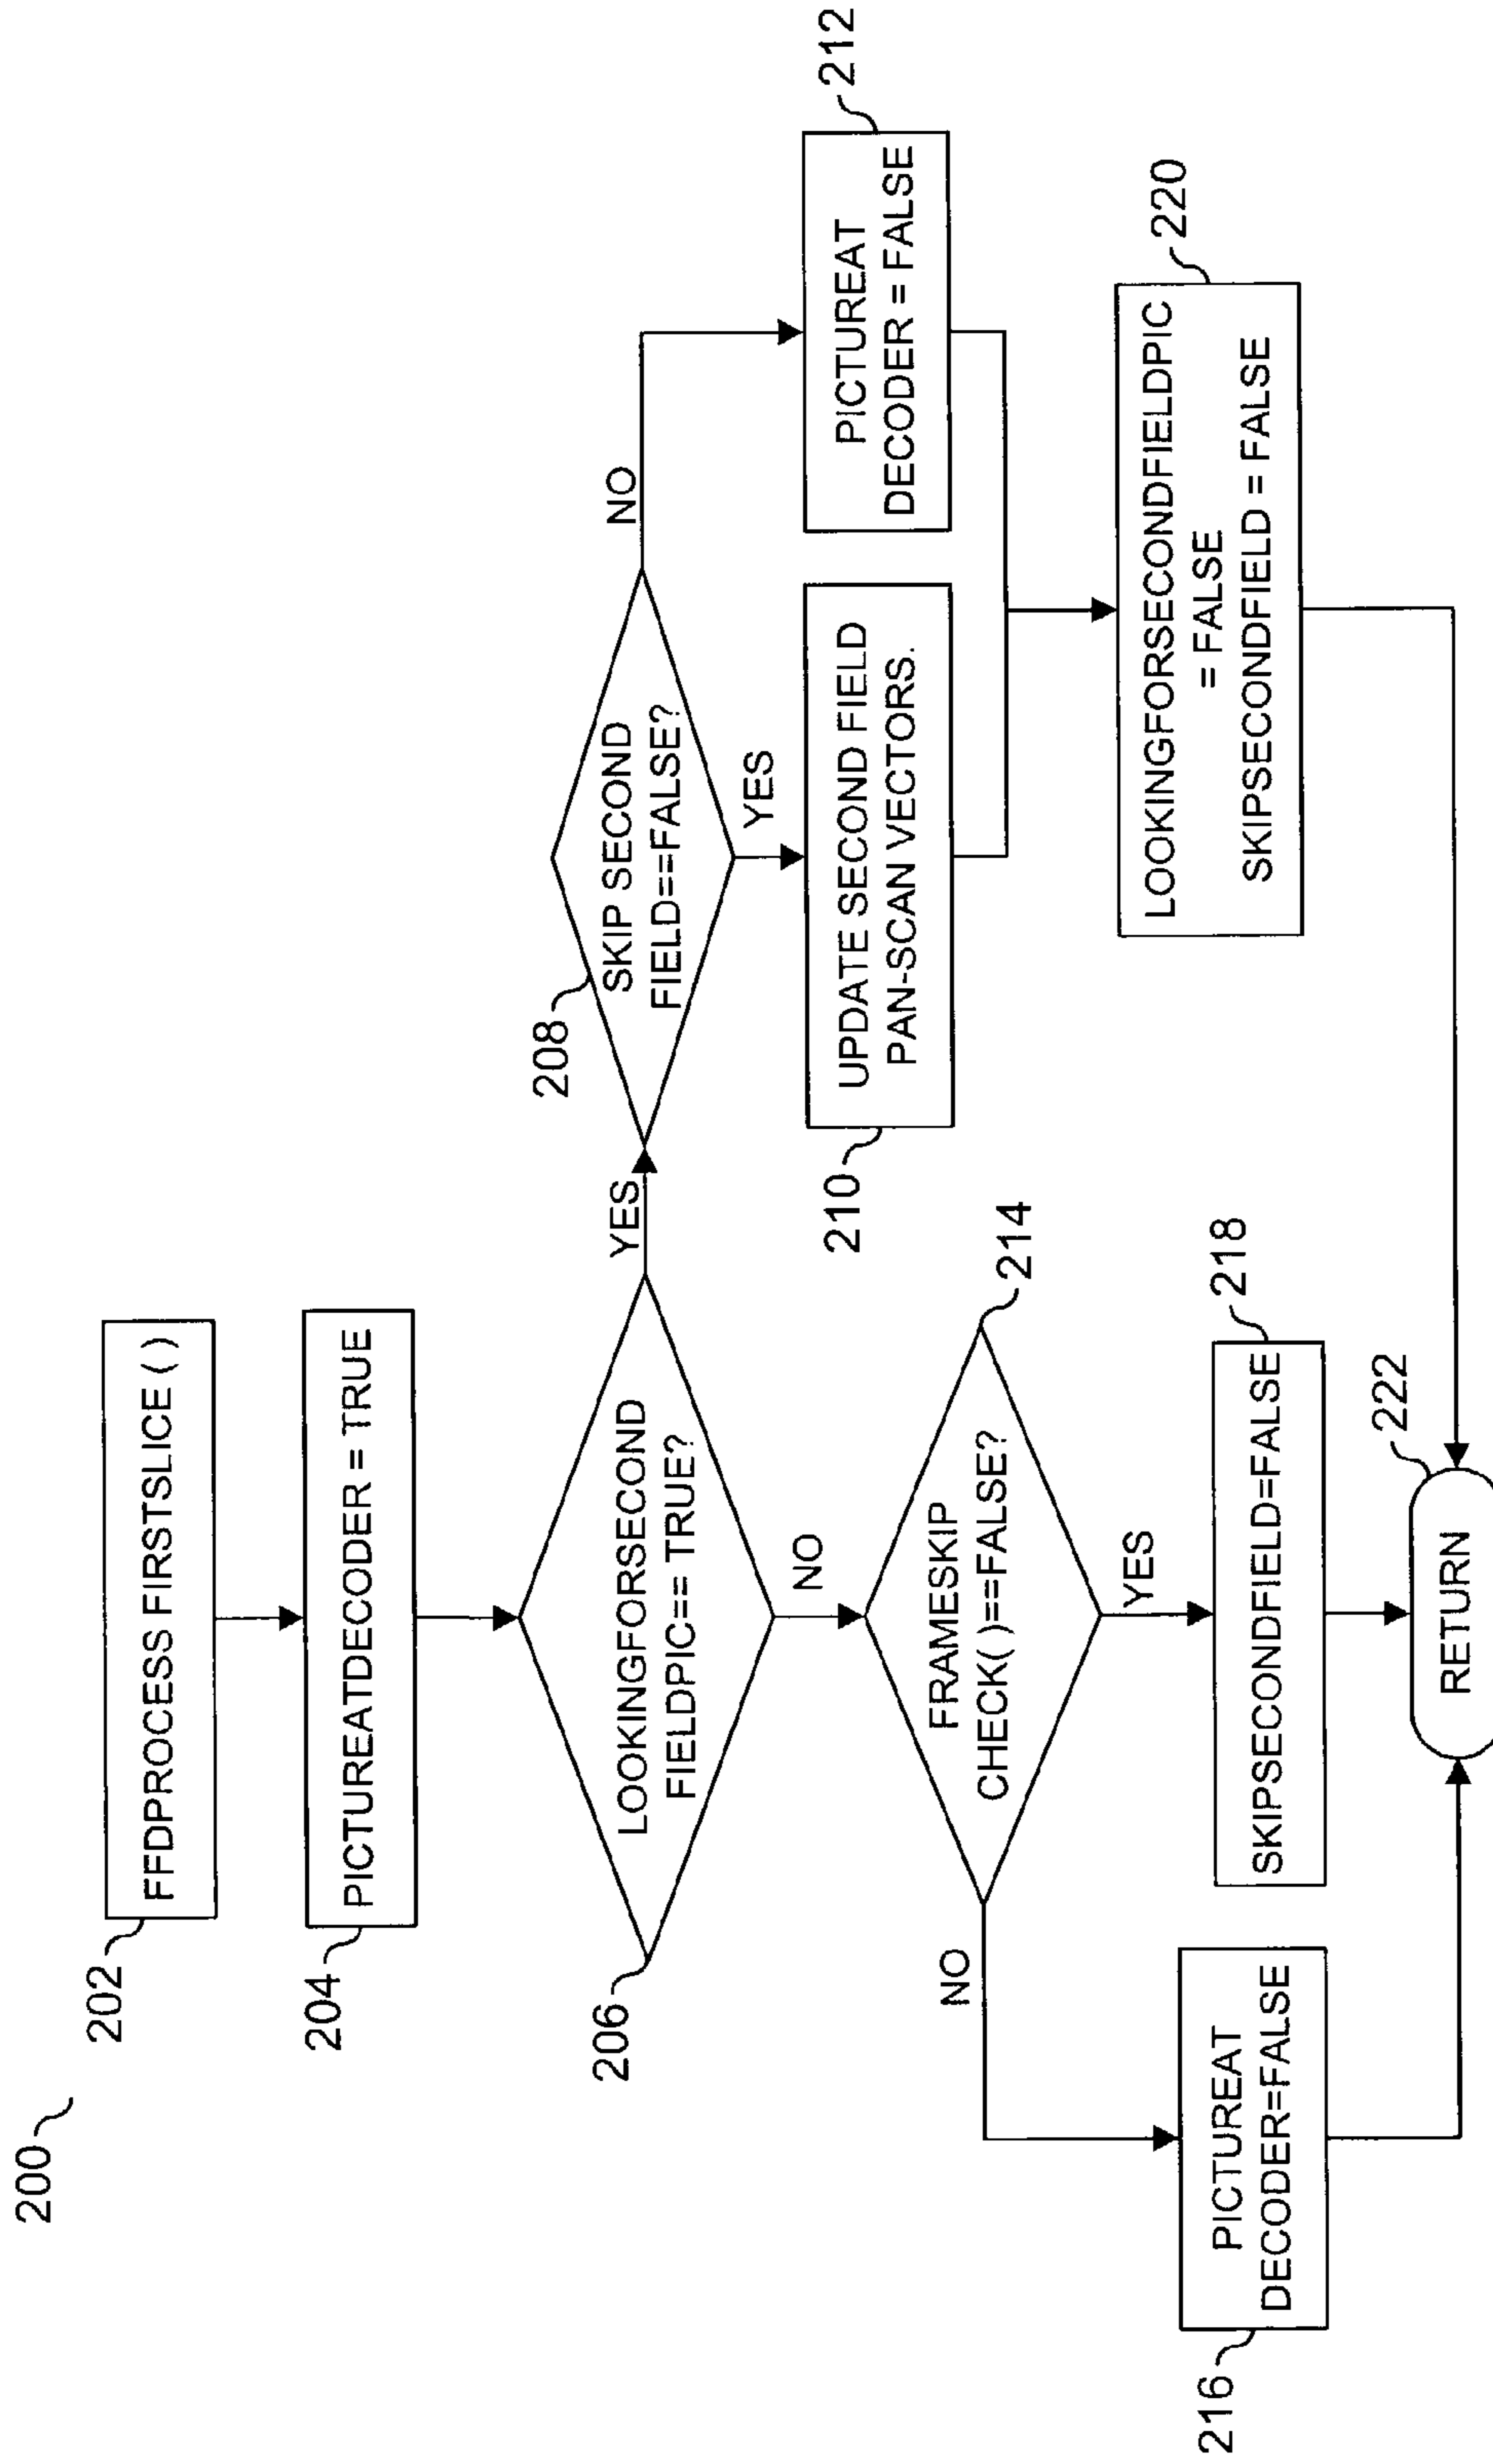 200
202
FFDPROCESS FIRSTSLICE ( )
204
PICTUREATDECODER = TRUE
206
LOOKINGFORSECOND
FIELDPIC== TRUE?
YES
NO
208
SKIP SECOND
FIELD==FALSE?
NO
YES
210
UPDATE SECOND FIELD
PAN-SCAN VECTORS.
PICTUREAT
DECODER = FALSE
212
214
FRAMESKIP
CHECK( )==FALSE?
NO
YES
LOOKINGFORSECONDFIELDPIC
= FALSE
SKIPSECONDFIELD = FALSE
220
216
PICTUREAT
DECODER=FALSE
SKIPSECONDFIELD=FALSE
218
RETURN
222